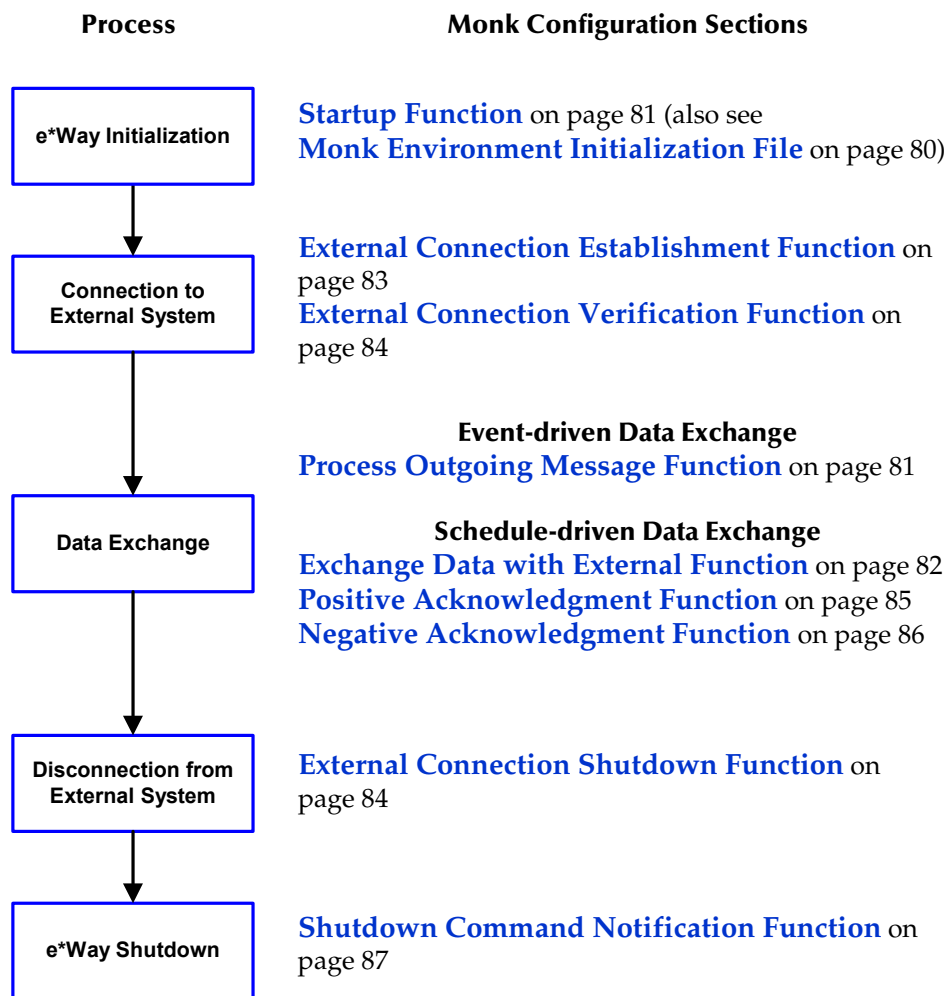 Process
Monk Configuration Sections
e*Way Initialization
Startup Function on page 81 (also see
Monk Environment Initialization File on page 80)
Connection to
External System
External Connection Establishment Function on
page 83
External Connection Verification Function on
page 84
Event-driven Data Exchange
Process Outgoing Message Function on page 81
Data Exchange
Schedule-driven Data Exchange
Exchange Data with External Function on page 82
Positive Acknowledgment Function on page 85
Negative Acknowledgment Function on page 86
Disconnection from
External System
External Connection Shutdown Function on
page 84
e*Way Shutdown
Shutdown Command Notification Function on
page 87